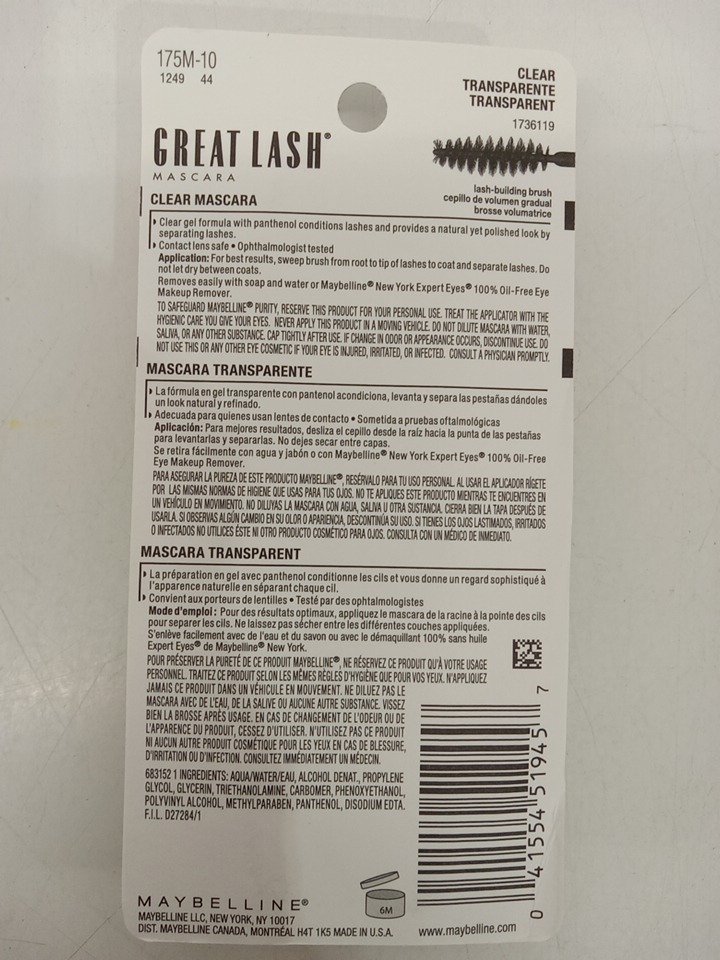 175M-10
1249 44
CLEAR
TRANSPARENTE
TRANSPARENT
1736119
GREAT LASH®
MASCARA
lash-building brush
cepillo de volumen gradual
brosse volumatrice
CLEAR MASCARA
Clear gel formula with panthenol conditions lashes and provides a natural yet polished look by
separating lashes.
Contact lens safe • Ophthalmologist tested
Application: For best results, sweep brush from root to tip of lashes to coat and separate lashes. Do
not let dry between coats.
Removes easily with soap and water or Maybelline® New York Expert Eyes® 100% Oil-Free Eye
Makeup Remover.
TO SAFEGUARD MAYBELLINE® PURITY, RESERVE THIS PRODUCT FOR YOUR PERSONAL USE. TREAT THE APPLICATOR WITH THE
HYGIENIC CARE YOU GIVE YOUR EYES. NEVER APPLY THIS PRODUCT IN A MOVING VEHICLE. DO NOT DILUTE MASCARA WITH WATER,
SALIVA, OR ANY OTHER SUBSTANCE. CAP TIGHTLY AFTER USE. IF CHANGE IN ODOR OR APPEARANCE OCCURS, DISCONTINUE USE. DO
NOT USE THIS OR ANY OTHER EYE COSMETIC IF YOUR EYE IS INJURED, IRRITATED, OR INFECTED. CONSULT A PHYSICIAN PROMPTLY.
MASCARA TRANSPARENTE
La fórmula en gel transparente con pantenol acondiciona, levanta y separa las pestañas dándoles
un look natural y refinado.
Adecuada para quienes usan lentes de contacto • Sometida a pruebas oftalmológicas
Aplicación: Para mejores resultados, desliza el cepillo desde la raíz hacia la punta de las pestañas
para levantarlas y separarlas. No dejes secar entre capas.
Se retira fácilmente con agua y jabón o con Maybelline® New York Expert Eyes® 100% Oil-Free
Eye Makeup Remover.
PARA ASEGURAR LA PUREZA DE ESTE PRODUCTO MAYBELLINE®, RESÉRVALO PARA TU USO PERSONAL. AL USAR EL APLICADOR RÍGETE
POR LAS MISMAS NORMAS DE HIGIENE QUE USAS PARA TUS OJOS. NO TE APLIQUES ESTE PRODUCTO MIENTRAS TE ENCUENTRES EN
UN VEHÍCULO EN MOVIMIENTO. NO DILUYAS LA MASCARA CON AGUA, SALIVA U OTRA SUSTANCIA. CIERRA BIEN LA TAPA DESPUÉS DE
USARLA. SI OBSERVAS ALGÚN CAMBIO EN SU OLOR O APARIENCIA, DESCONTINÚA SU USO. SI TIENES LOS OJOS LASTIMADOS, IRRITADOS
O INFECTADOS NO UTILICES ÉSTE NI OTRO PRODUCTO COSMÉTICO PARA OJOS. CONSULTA CON UN MÉDICO DE INMEDIATO.
MASCARA TRANSPARENT
La préparation en gel avec panthenol conditionne les cils et vous donne un regard sophistiqué à
l'apparence naturelle en séparant chaque cil.
Convient aux porteurs de lentilles • Testé par des ophtalmologistes
Mode d'emploi : Pour des résultats optimaux, appliquez le mascara de la racine à la pointe des cils
pour separer les cils. Ne laissez pas sécher entre les différentes couches appliquées.
S'enlève facilement avec de l'eau et du savon ou avec le démaquillant 100% sans huile
Expert Eyes® de Maybelline® New York.
POUR PRÉSERVER LA PURETÉ DE CE PRODUIT MAYBELLINE®, NE RÉSERVEZ CE PRODUIT QU'À VOTRE USAGE
PERSONNEL. TRAITEZ CE PRODUIT SELON LES MÊMES RÈGLES D'HYGIÈNE QUE POUR VOS YEUX. N'APPLIQUEZ
JAMAIS CE PRODUIT DANS UN VÉHICULE EN MOUVEMENT. NE DILUEZ PAS LE
MASCARA AVEC DE L'EAU, DE LA SALIVE OU AUCUNE AUTRE SUBSTANCE. VISSEZ
BIEN LA BROSSE APRÈS USAGE. EN CAS DE CHANGEMENT DE L'ODEUR OU DE
L'APPARENCE DU PRODUIT, CESSEZ D'UTILISER. N'UTILISEZ PAS CE PRODUIT
NI AUCUN AUTRE PRODUIT COSMÉTIQUE POUR LES YEUX EN CAS DE BLESSURE,
D'IRRITATION OU D'INFECTION. CONSULTEZ IMMÉDIATEMENT UN MÉDECIN.
683152 1 INGREDIENTS: AQUA/WATER/EAU, ALCOHOL DENAT., PROPYLENE
GLYCOL, GLYCERIN, TRIETHANOLAMINE, CARBOMER, PHENOXYETHANOL,
POLYVINYL ALCOHOL, METHYLPARABEN, PANTHENOL, DISODIUM EDTA.
F.I.L. D27284/1
0 41554 51945 7
6M
MAYBELLINE®
MAYBELLINE LLC, NEW YORK, NY 10017
DIST. MAYBELLINE CANADA, MONTRÉAL H4T 1K5 MADE IN U.S.A.
www.maybelline.com